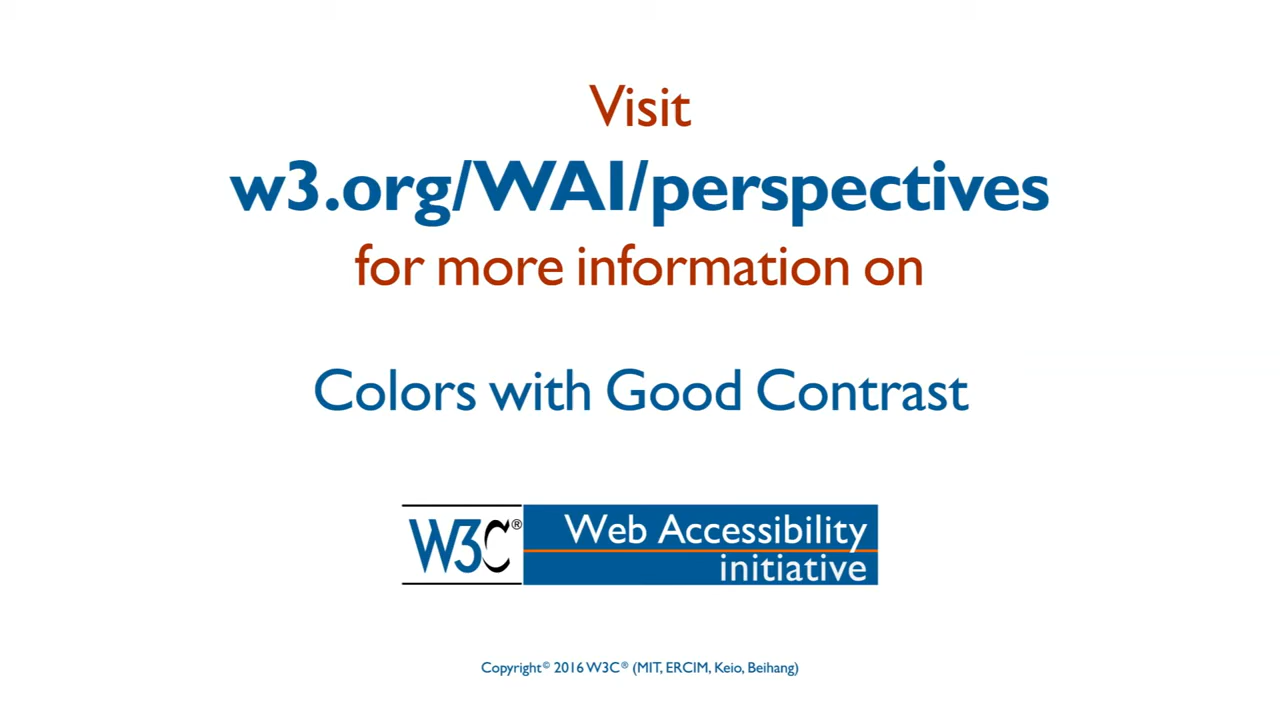 Visit
w3.org/WAI/perspectives
for more information on
Colors with Good Contrast
W3C® Web Accessibility
initiative
Copyright© 2016 W3C® (MIT, ERCIM, Keio, Beihang)